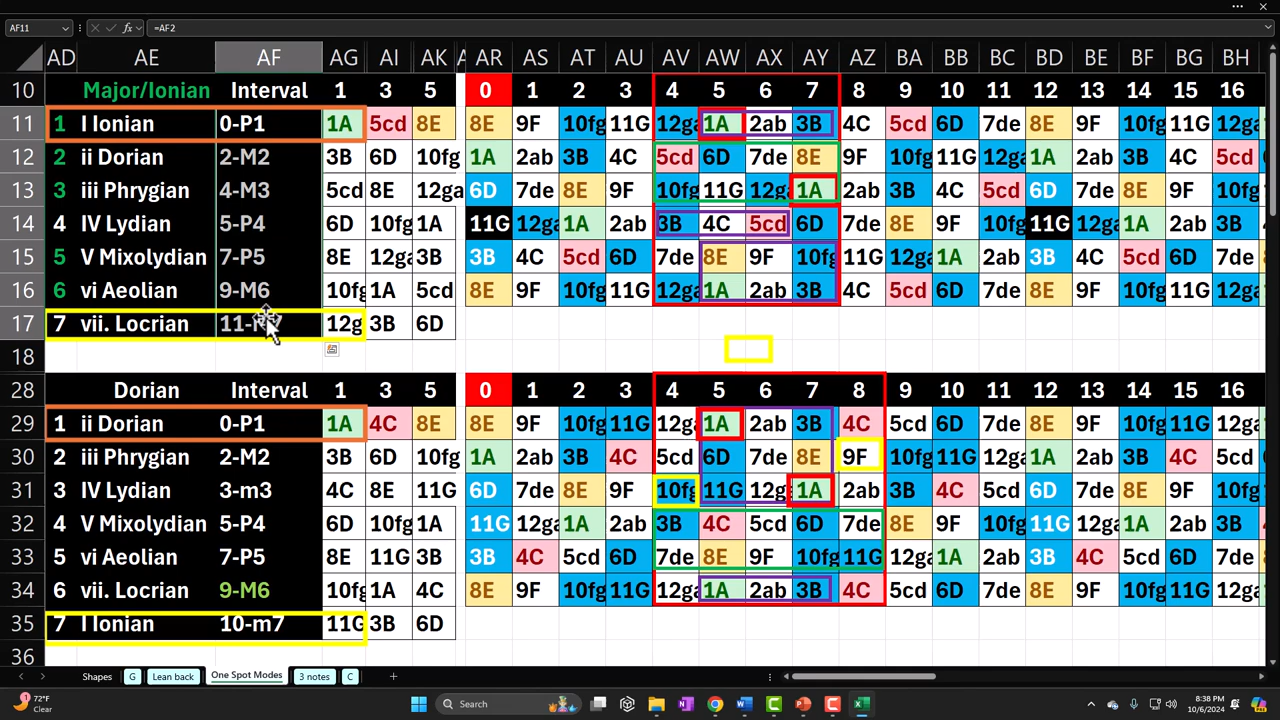 AF11 fx =AF2
AD AE AF AG AI AK AR AS AT AU AV AW AX AY AZ BA BB BC BD BE BF BG BH
10 Major/Ionian Interval 1 3 5 0 1 2 3 4 5 6 7 8 9 10 11 12 13 14 15 16
11 1 I Ionian 0-P1 1A 5cd 8E 8E 9F 10fg 11G 12ga 1A 2ab 3B 4C 5cd 6D 7de 8E 9F 10fg 11G 12ga
12 2 ii Dorian 2-M2 3B 6D 10fg 1A 2ab 3B 4C 5cd 6D 7de 8E 9F 10fg 11G 12ga 1A 2ab 3B 4C 5cd
13 3 iii Phrygian 4-M3 5cd 8E 12ga 6D 7de 8E 9F 10fg 11G 12ga 1A 2ab 3B 4C 5cd 6D 7de 8E 9F 10fg
14 4 IV Lydian 5-P4 6D 10fg 1A 11G 12ga 1A 2ab 3B 4C 5cd 6D 7de 8E 9F 10fg 11G 12ga 1A 2ab 3B
15 5 V Mixolydian 7-P5 8E 12ga 3B 3B 4C 5cd 6D 7de 8E 9F 10fg 11G 12ga 1A 2ab 3B 4C 5cd 6D 7de
16 6 vi Aeolian 9-M6 10fg 1A 5cd 8E 9F 10fg 11G 12ga 1A 2ab 3B 4C 5cd 6D 7de 8E 9F 10fg 11G 12ga
17 7 vii. Locrian 12g 3B 6D
18
28 Dorian Interval 1 3 5 0 1 2 3 4 5 6 7 8 9 10 11 12 13 14 15 16
29 1 ii Dorian 0-P1 1A 4C 8E 8E 9F 10fg 11G 12ga 1A 2ab 3B 4C 5cd 6D 7de 8E 9F 10fg 11G 12ga
30 2 iii Phrygian 2-M2 3B 6D 10fg 1A 2ab 3B 4C 5cd 6D 7de 8E 9F 10fg 11G 12ga 1A 2ab 3B 4C 5cd
31 3 IV Lydian 3-m3 4C 8E 11G 6D 7de 8E 9F 10fg 11G 12ga 1A 2ab 3B 4C 5cd 6D 7de 8E 9F 10fg
32 4 V Mixolydian 5-P4 6D 10fg 1A 11G 12ga 1A 2ab 3B 4C 5cd 6D 7de 8E 9F 10fg 11G 12ga 1A 2ab 3B
33 5 vi Aeolian 7-P5 8E 11G 3B 3B 4C 5cd 6D 7de 8E 9F 10fg 11G 12ga 1A 2ab 3B 4C 5cd 6D 7de
34 6 vii. Locrian 9-M6 10fg 1A 4C 8E 9F 10fg 11G 12ga 1A 2ab 3B 4C 5cd 6D 7de 8E 9F 10fg 11G 12ga
35 7 I Ionian 10-m7 11G 3B 6D
36
Shapes G Lean back One Spot Modes 3 notes C
72°F
Clear
Search
8:38 PM
10/6/2024